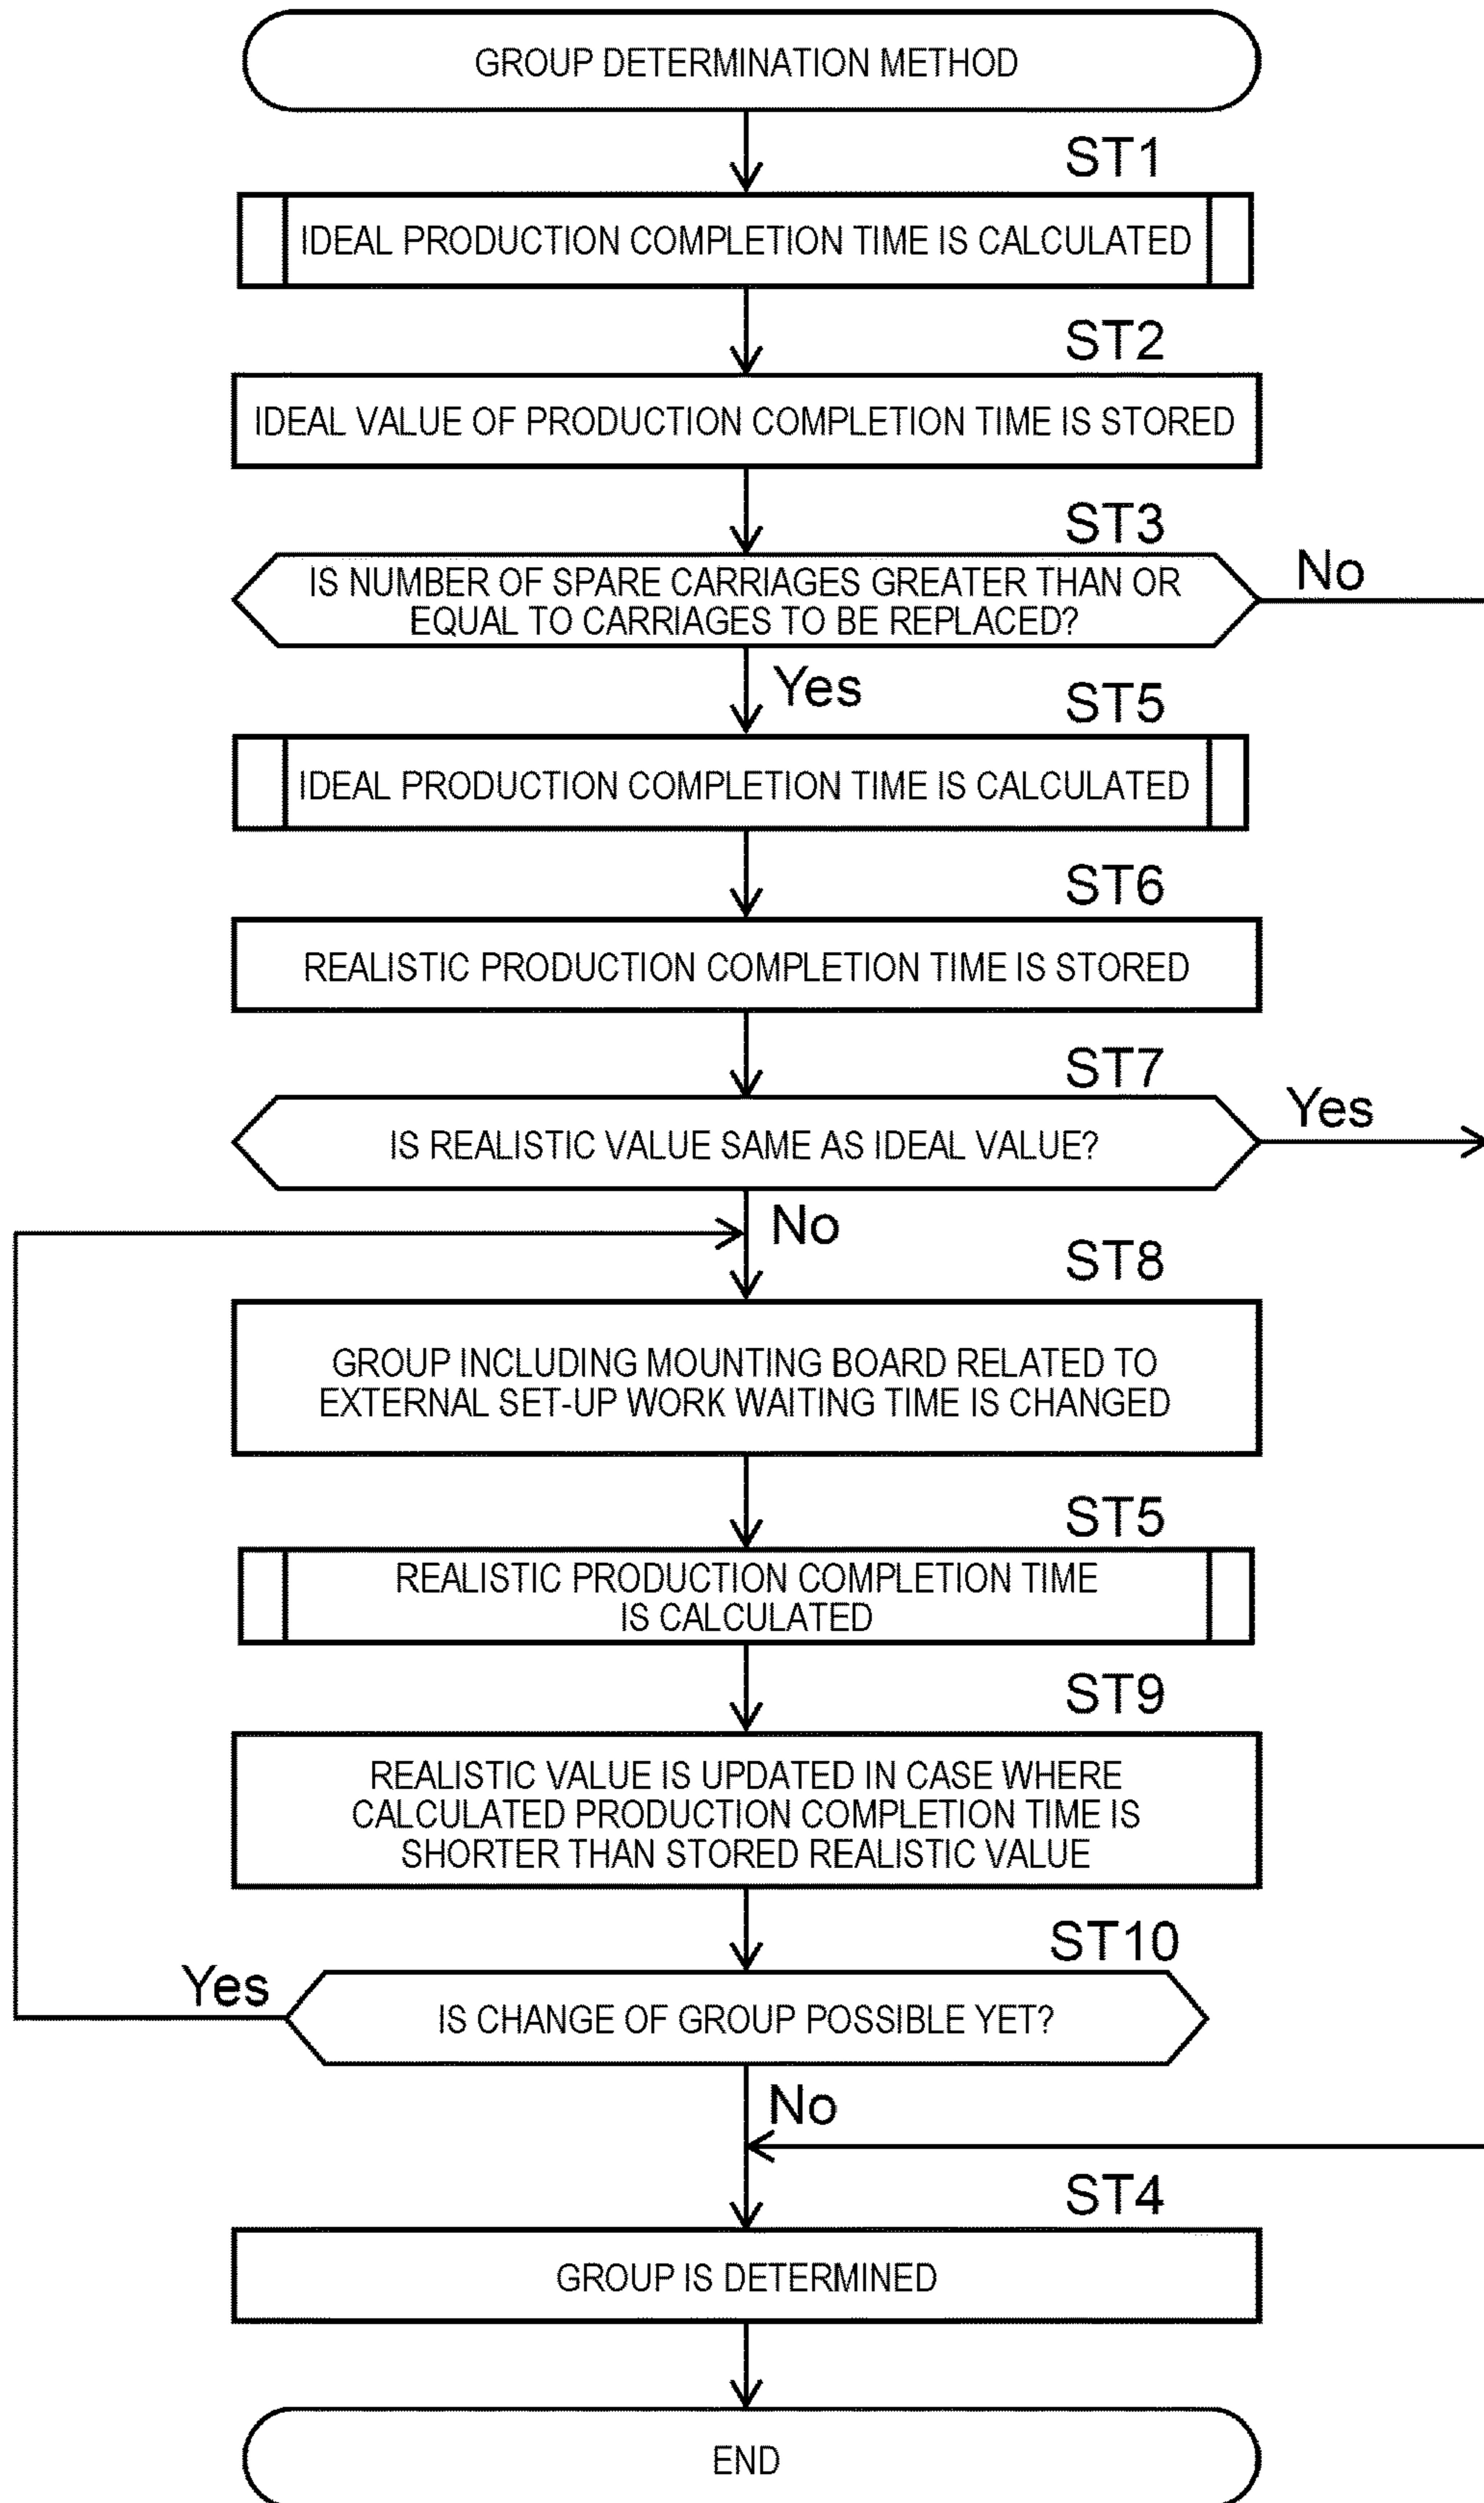 GROUP DETERMINATION METHOD
ST1
IDEAL PRODUCTION COMPLETION TIME IS CALCULATED
ST2
IDEAL VALUE OF PRODUCTION COMPLETION TIME IS STORED
ST3
IS NUMBER OF SPARE CARRIAGES GREATER THAN OR
EQUAL TO CARRIAGES TO BE REPLACED?
No
Yes
ST5
IDEAL PRODUCTION COMPLETION TIME IS CALCULATED
ST6
REALISTIC PRODUCTION COMPLETION TIME IS STORED
ST7
IS REALISTIC VALUE SAME AS IDEAL VALUE?
Yes
No
ST8
GROUP INCLUDING MOUNTING BOARD RELATED TO
EXTERNAL SET-UP WORK WAITING TIME IS CHANGED
ST5
REALISTIC PRODUCTION COMPLETION TIME
IS CALCULATED
ST9
REALISTIC VALUE IS UPDATED IN CASE WHERE
CALCULATED PRODUCTION COMPLETION TIME IS
SHORTER THAN STORED REALISTIC VALUE
ST10
Yes
IS CHANGE OF GROUP POSSIBLE YET?
No
ST4
GROUP IS DETERMINED
END